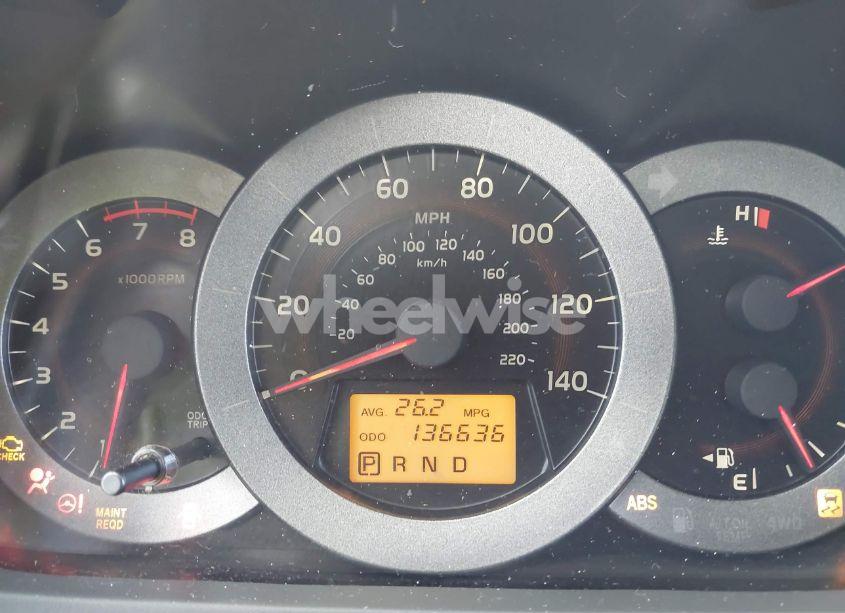 1 2 3 4 5 6 7 8
x1000RPM
ODO
TRIP
CHECK
MAINT
REQD
0 20 40 60 80 100 120 140
MPH
20 40 60 80 100 120 140 160 180 200 220
km/h
wheelwise
AVG. 26.2 MPG
ODO 136636
P R N D
H
E
ABS
4WD